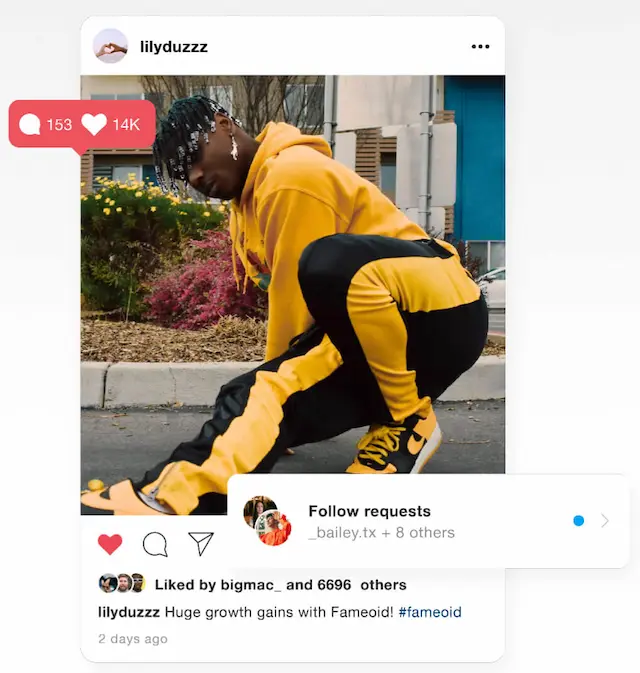 lilyduzzz
153 14K
Follow requests
_bailey.tx + 8 others
Liked by bigmac_ and 6696 others
lilyduzzz Huge growth gains with Fameoid! #fameoid
2 days ago